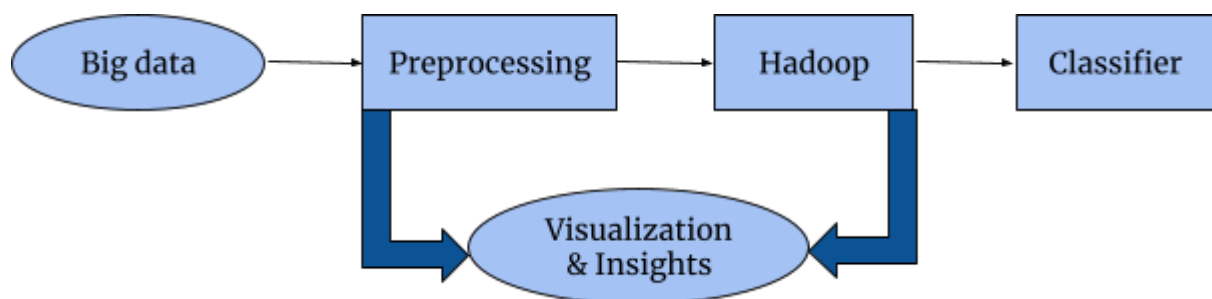 Big data
Preprocessing
Hadoop
Classifier
Visualization
& Insights